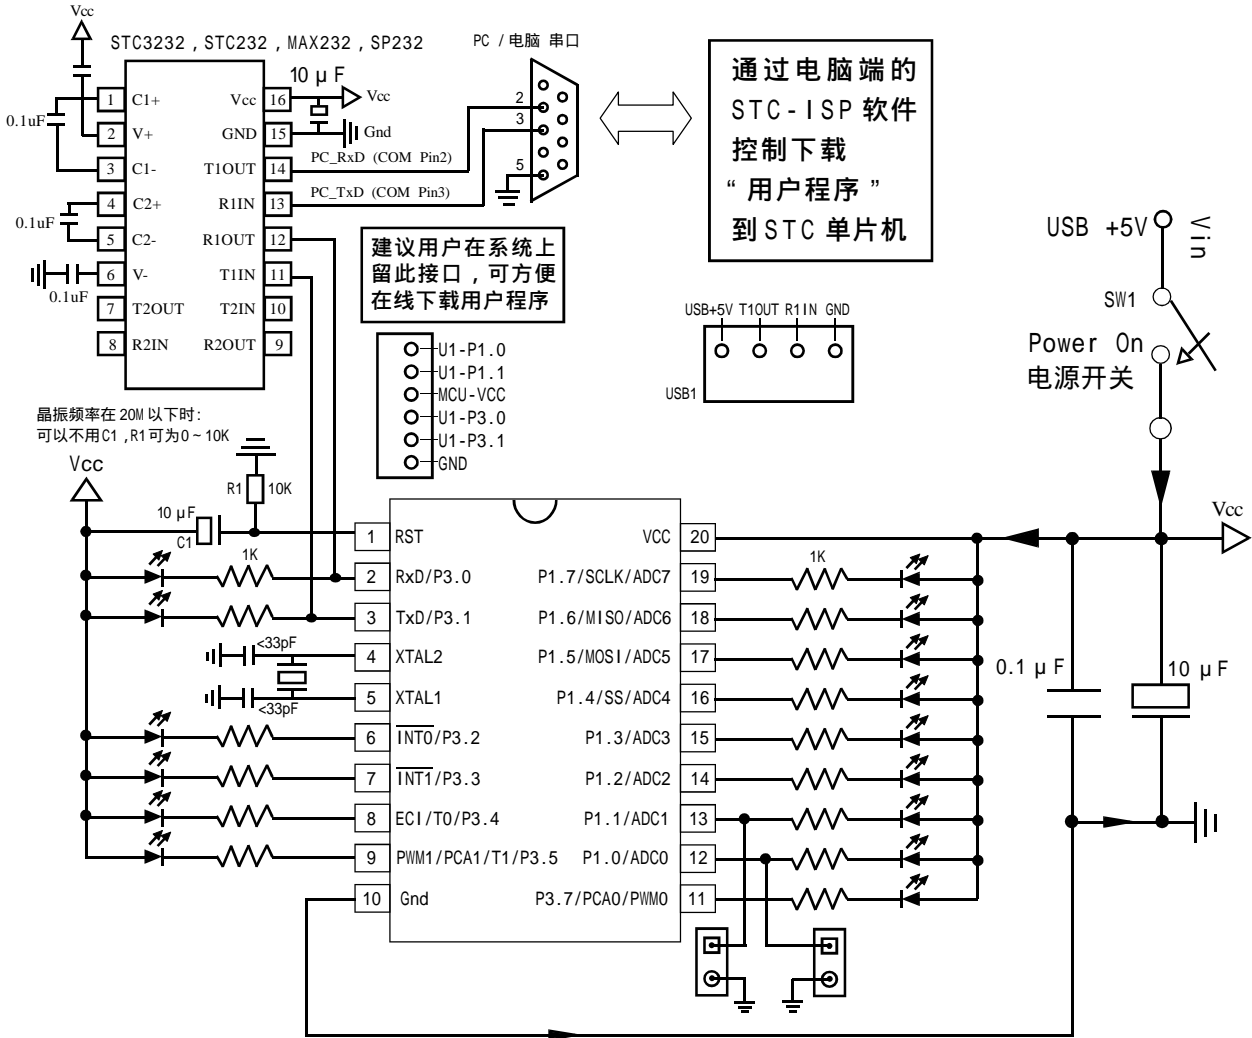 Vcc
STC3232 , STC232 , MAX232 , SP232
PC / 电脑 串口
10 μF
1 C1+
Vcc 16
Vcc
0.1uF
2 V+
GND 15
Gnd
3 C1-
T1OUT 14
PC_RxD (COM Pin2)
4 C2+
R1IN 13
PC_TxD (COM Pin3)
0.1uF
5 C2-
R1OUT 12
6 V-
T1IN 11
0.1uF
7 T2OUT
T2IN 10
8 R2IN
R2OUT 9
2
3
5
通过电脑端的
STC-ISP 软件
控制下载
“用户程序”
到 STC 单片机
建议用户在系统上
留此接口，可方便
在线下载用户程序
U1-P1.0
U1-P1.1
MCU-VCC
U1-P3.0
U1-P3.1
GND
USB+5V T1OUT R1IN GND
USB1
USB +5V
Vin
SW1
Power On
电源开关
晶振频率在 20M 以下时:
可以不用C1 , R1可为0~10K
Vcc
R1 10K
10 μF
C1
1K
<33pF
<33pF
1 RST
2 RxD/P3.0
3 TxD/P3.1
4 XTAL2
5 XTAL1
6 INT0/P3.2
7 INT1/P3.3
8 ECI/T0/P3.4
9 PWM1/PCA1/T1/P3.5
10 Gnd
VCC 20
P1.7/SCLK/ADC7 19
P1.6/MISO/ADC6 18
P1.5/MOSI/ADC5 17
P1.4/SS/ADC4 16
P1.3/ADC3 15
P1.2/ADC2 14
P1.1/ADC1 13
P1.0/ADC0 12
P3.7/PCA0/PWM0 11
1K
Vcc
0.1 μF
10 μF